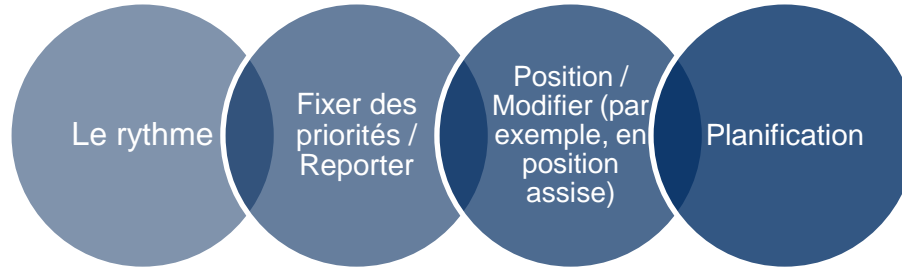 Le rythme
Fixer des
priorités /
Reporter
Position /
Modifier (par
exemple, en
position
assise)
Planification